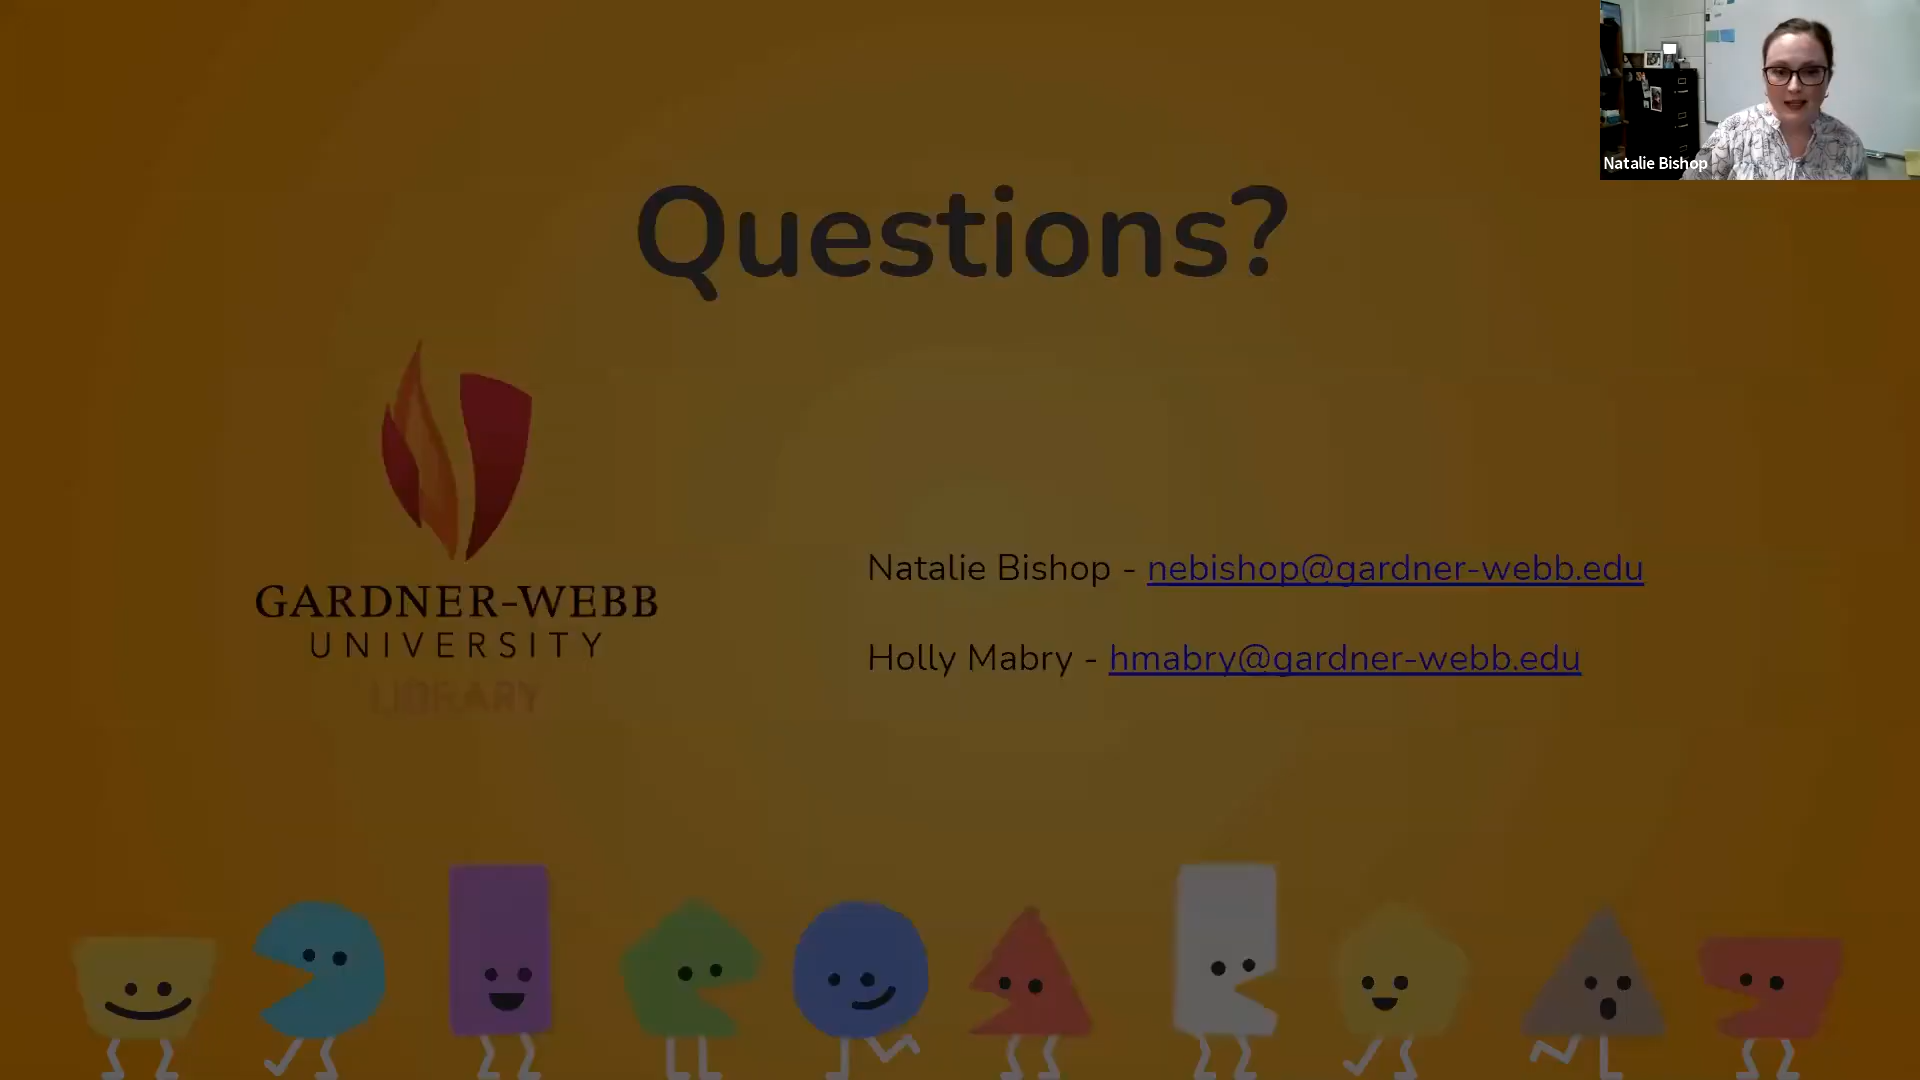 Questions?
Natalie Bishop
GARDNER-WEBB
UNIVERSITY
LIBRARY
Natalie Bishop - nebishop@gardner-webb.edu
Holly Mabry - hmabry@gardner-webb.edu